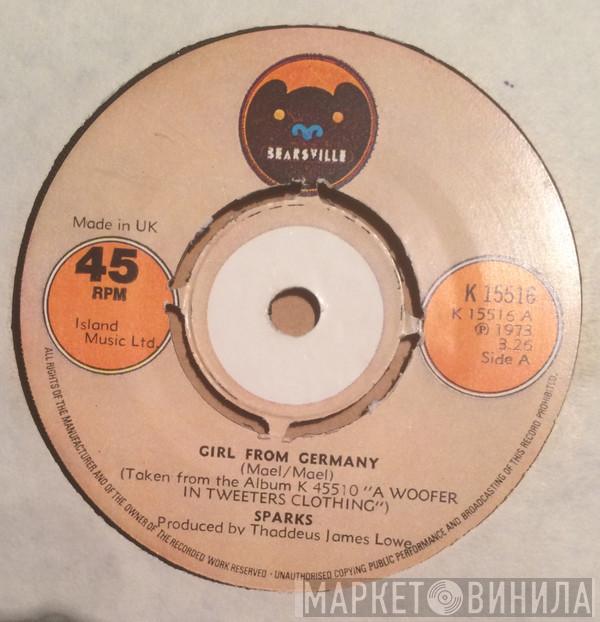 BEARSVILLE
Made in UK
45
RPM
Island
Music Ltd.
K 15516
K 15516 A
Ⓟ 1973
3.26
Side A
GIRL FROM GERMANY
(Mael/Mael)
(Taken from the Album K 45510 "A WOOFER
IN TWEETERS CLOTHING")
SPARKS
Produced by Thaddeus James Lowe
ALL RIGHTS OF THE MANUFACTURER AND OF THE OWNER OF THE RECORDED WORK RESERVED - UNAUTHORISED COPYING PUBLIC PERFORMANCE AND BROADCASTING OF THIS RECORD PROHIBITED.
МАРКЕТ ВИНИЛА